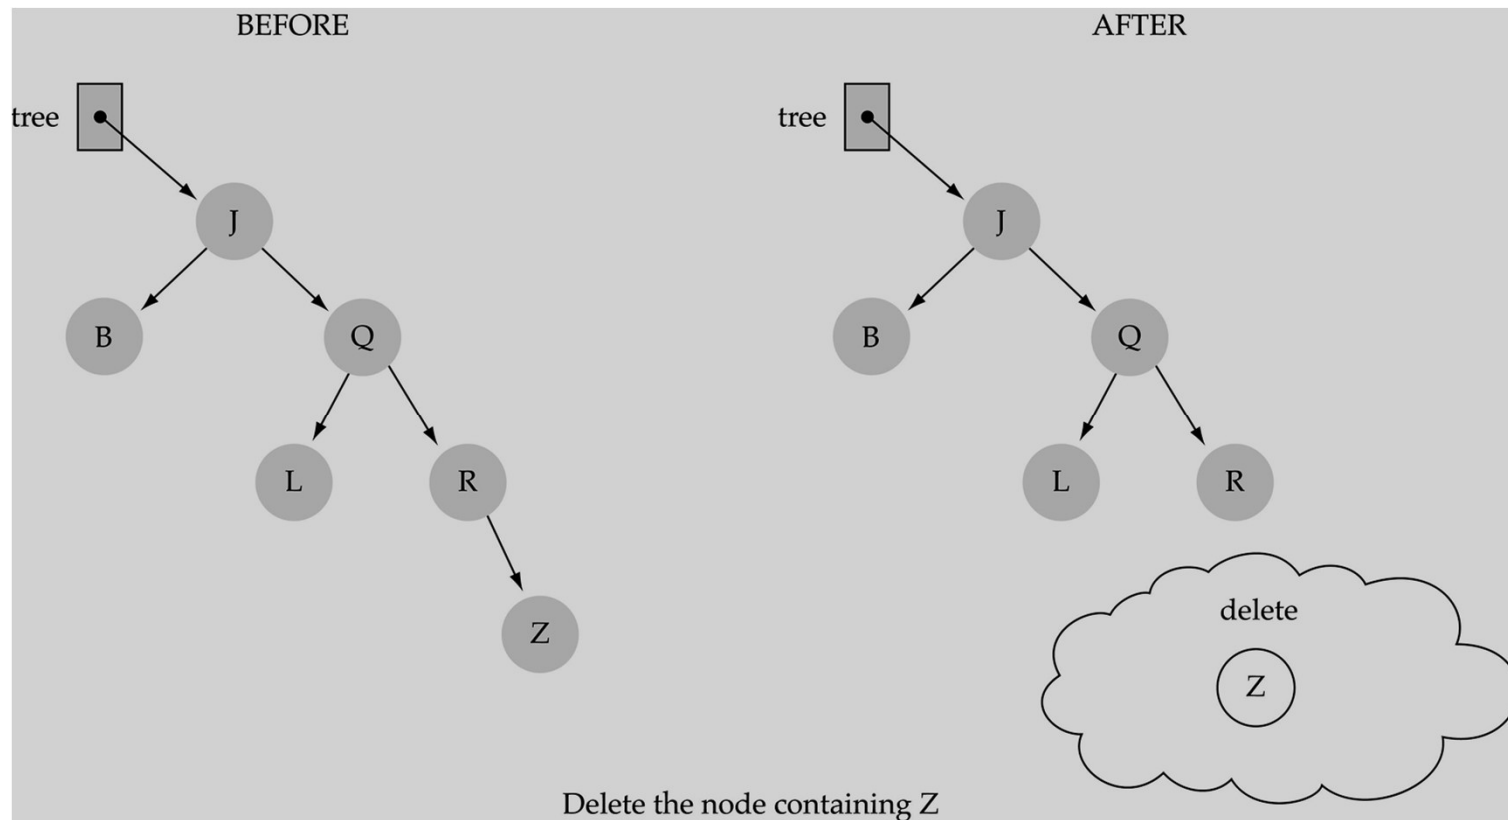 BEFORE
AFTER
tree
tree
J
J
B
Q
B
Q
L
R
L
R
Z
delete
Z
Delete the node containing Z